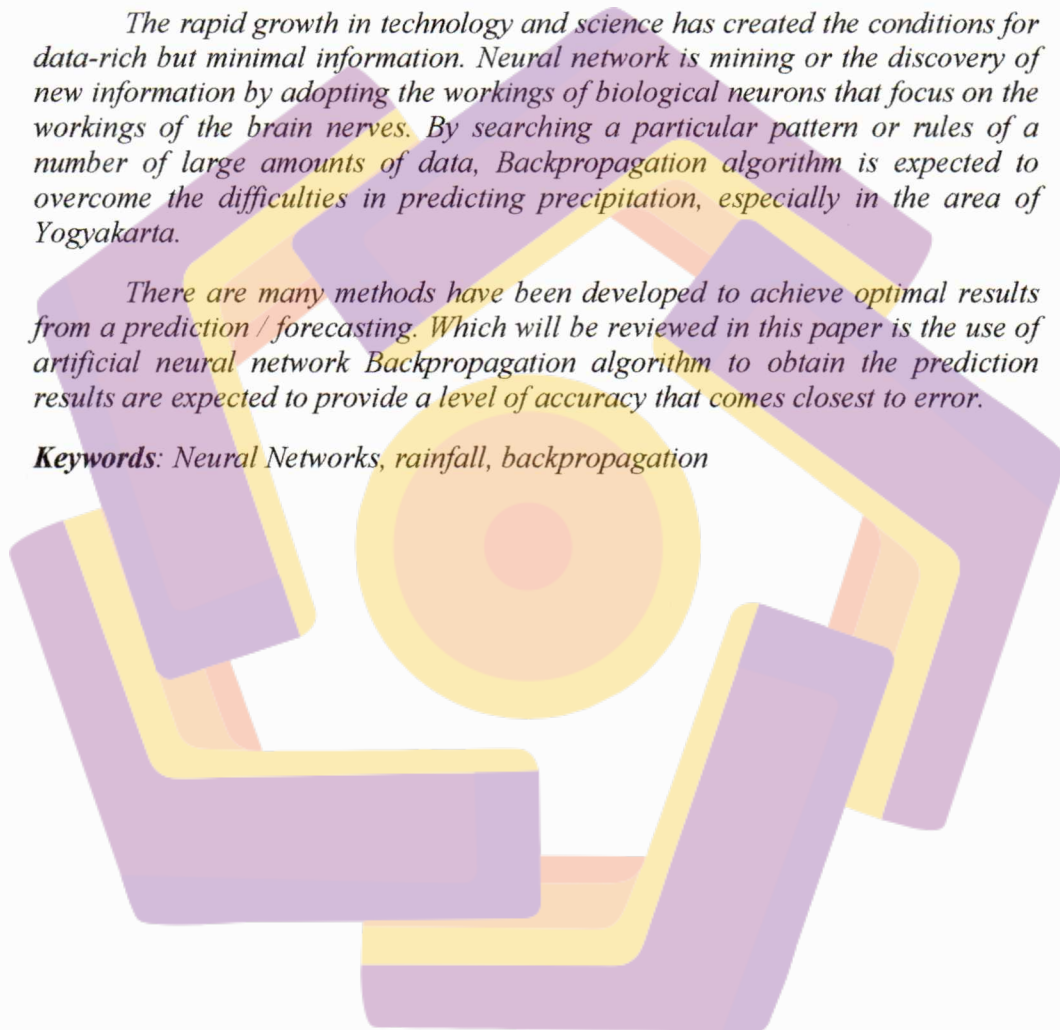 The rapid growth in technology and science has created the conditions for
data-rich but minimal information. Neural network is mining or the discovery of
new information by adopting the workings of biological neurons that focus on the
workings of the brain nerves. By searching a particular pattern or rules of a
number of large amounts of data, Backpropagation algorithm is expected to
overcome the difficulties in predicting precipitation, especially in the area of
Yogyakarta.
There are many methods have been developed to achieve optimal results
from a prediction / forecasting. Which will be reviewed in this paper is the use of
artificial neural network Backpropagation algorithm to obtain the prediction
results are expected to provide a level of accuracy that comes closest to error.
Keywords: Neural Networks, rainfall, backpropagation